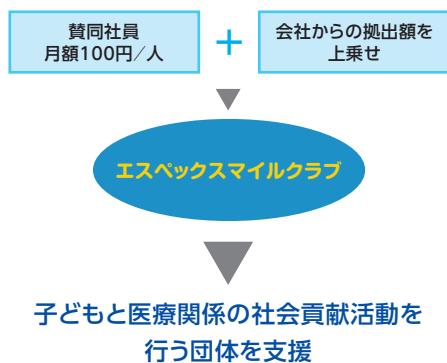 賛同社員
月額100円/人
+
会社からの拠出額を
上乗せ
エスペックスマイルクラブ
子どもと医療関係の社会貢献活動を
行う団体を支援